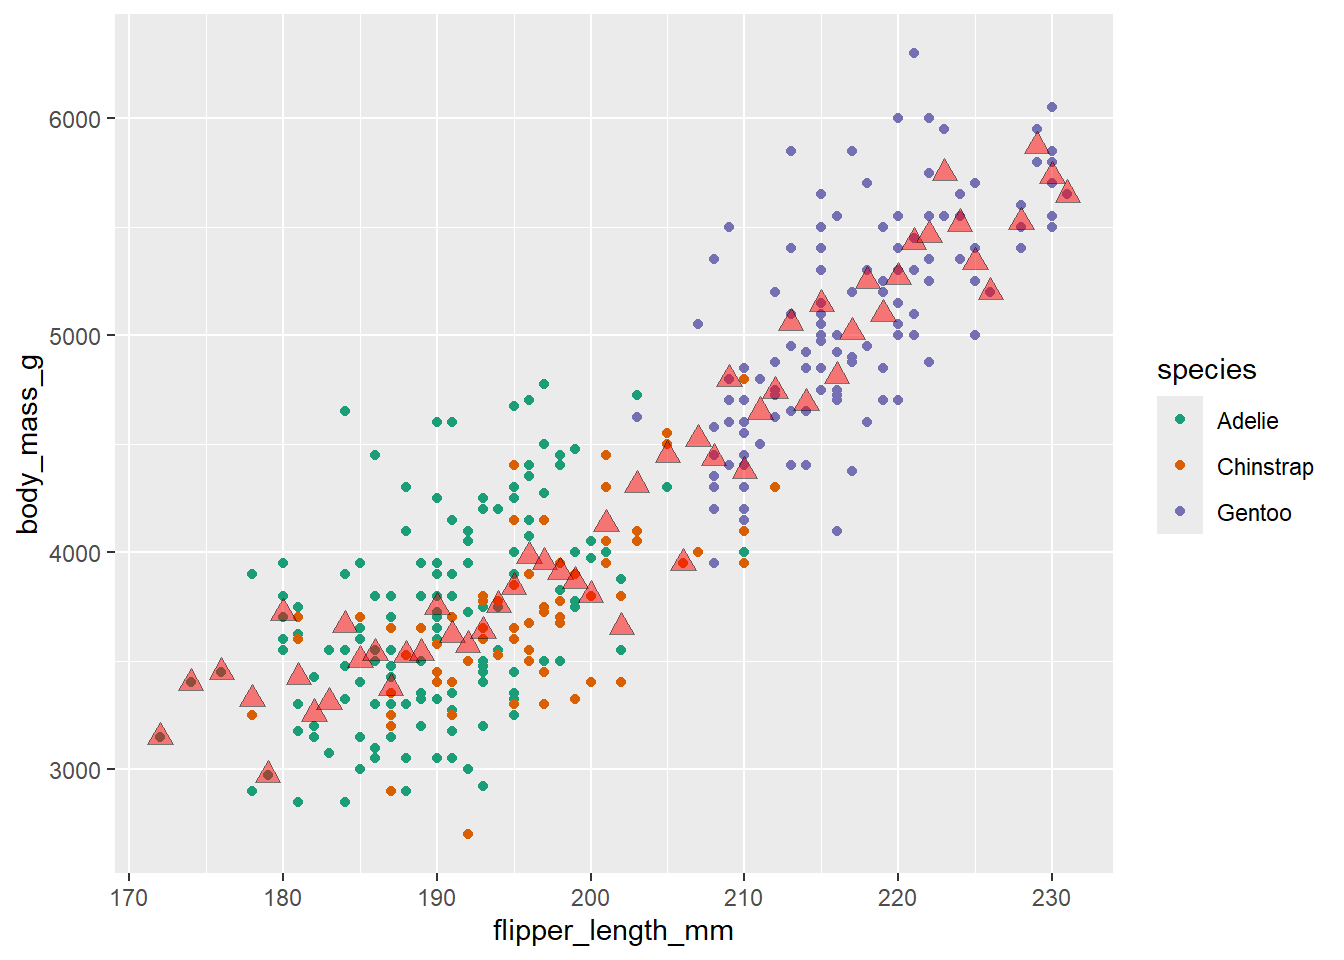 6000
5000
4000
3000
body_mass_g
170
180
190
200
210
220
230
flipper_length_mm
species
Adelie
Chinstrap
Gentoo